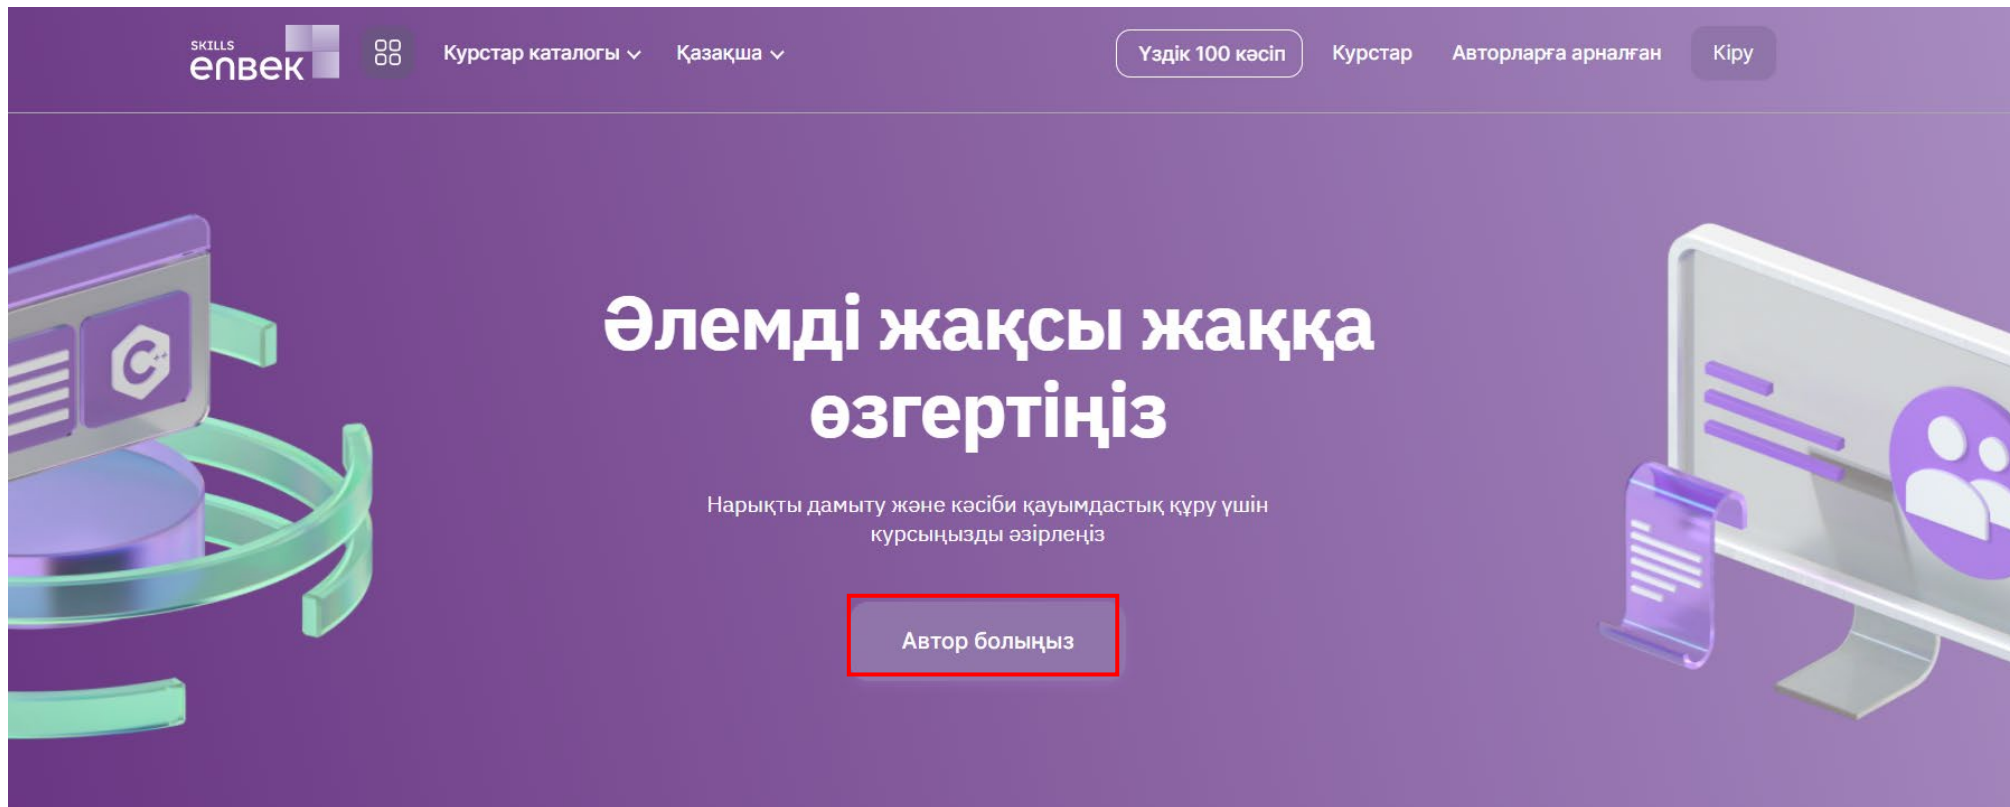 SKILLS
enbek
Курстар каталогы
Қазақша
Үздік 100 кәсіп
Курстар
Авторларға арналған
Кіру
Әлемді жақсы жаққа
өзгертіңіз
Нарықты дамыту және кәсіби қауымдастық құру үшін
курсыңызды әзірлеңіз
Автор болыңыз
C++